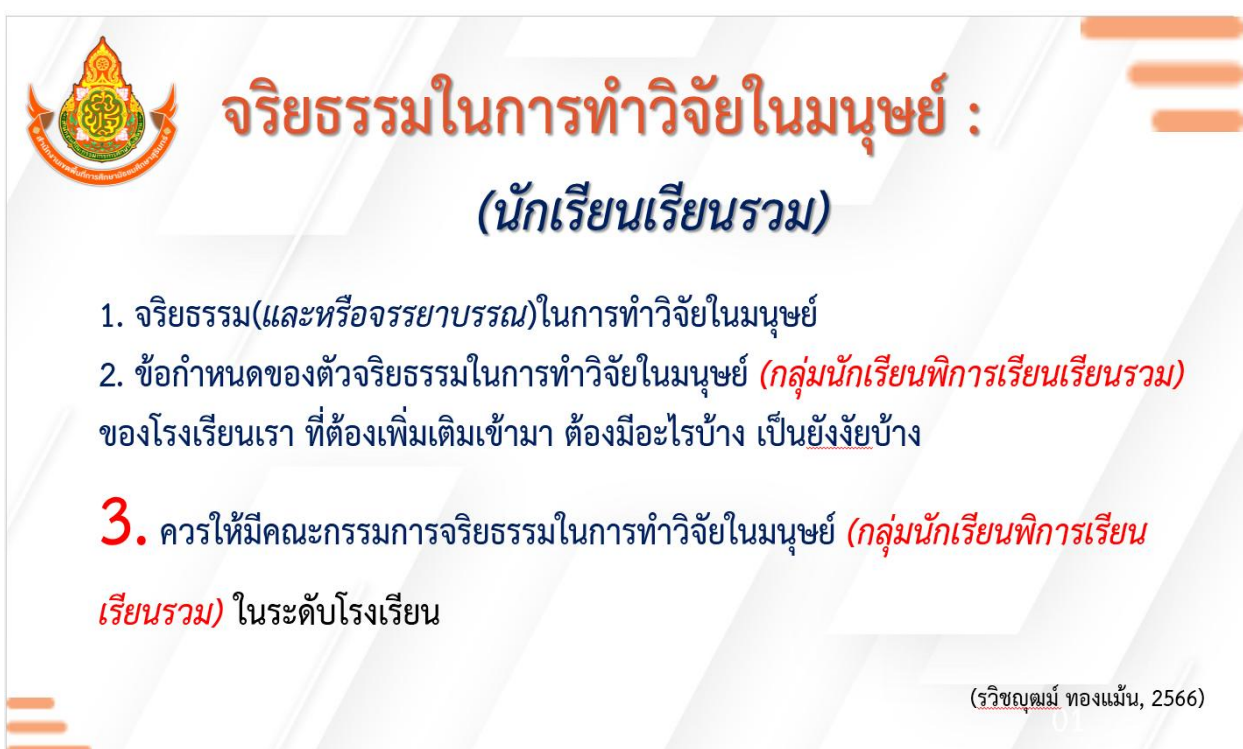 จริยธรรมในการทำวิจัยในมนุษย์ :
(นักเรียนเรียนรวม)
1. จริยธรรม(และหรือจรรยาบรรณ)ในการทำวิจัยในมนุษย์
2. ข้อกำหนดของตัวจริยธรรมในการทำวิจัยในมนุษย์ (กลุ่มนักเรียนพิการเรียนเรียนรวม)
ของโรงเรียนเรา ที่ต้องเพิ่มเติมเข้ามา ต้องมีอะไรบ้าง เป็นยังงัยบ้าง
3. ควรให้มีคณะกรรมการจริยธรรมในการทำวิจัยในมนุษย์ (กลุ่มนักเรียนพิการเรียน
เรียนรวม) ในระดับโรงเรียน
(รวิชญุฒม์ ทองแม้น, 2566)
01